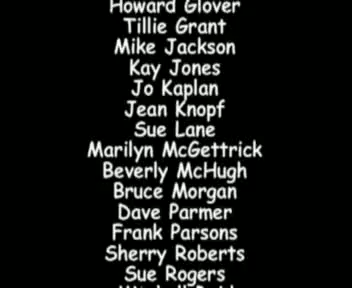 Howard Glover
Tillie Grant
Mike Jackson
Kay Jones
Jo Kaplan
Jean Knopf
Sue Lane
Marilyn McGettrick
Beverly McHugh
Bruce Morgan
Dave Parmer
Frank Parsons
Sherry Roberts
Sue Rogers